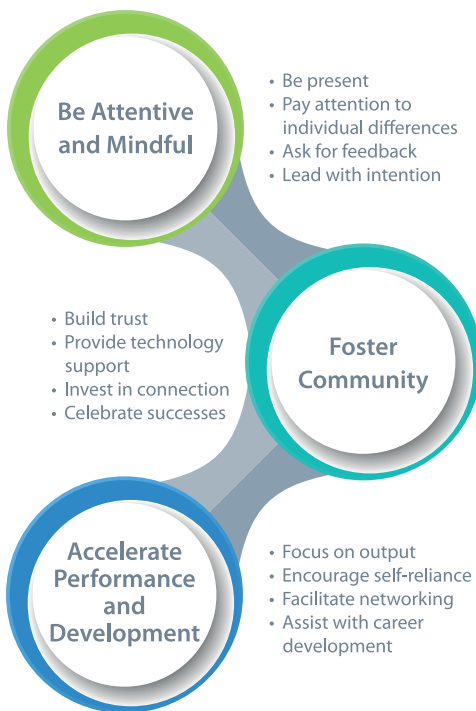 Be Attentive
and Mindful
• Be present
• Pay attention to
individual differences
• Ask for feedback
• Lead with intention
• Build trust
• Provide technology
support
• Invest in connection
• Celebrate successes
Foster
Community
Accelerate
Performance
and
Development
• Focus on output
• Encourage self-reliance
• Facilitate networking
• Assist with career
development